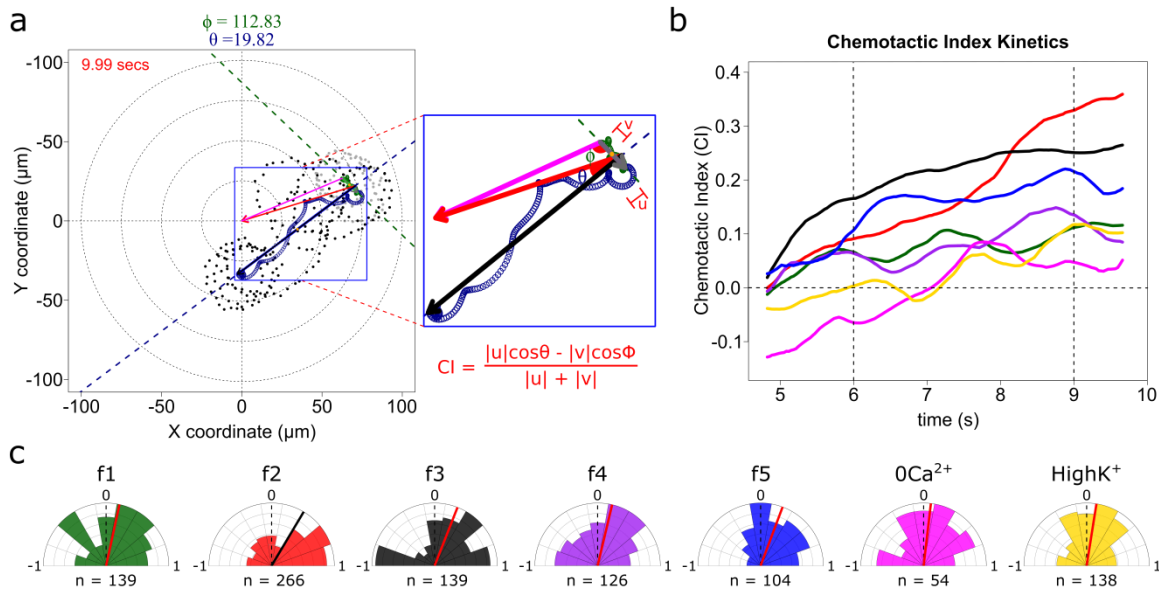 a
ϕ = 112.83
θ =19.82
9.99 secs
-100
-50
0
-50
-100
Y coordinate (µm)
-100
-50
0
50
100
X coordinate (µm)
v
ϕ
θ
u
CI = |u|cosθ - |v|cosΦ
|u| + |v|
b
Chemotactic Index Kinetics
0.4
0.3
0.2
0.1
0.0
-0.1
Chemotactic Index (CI)
5
6
7
8
9
10
time (s)
c
f1
0
-1
1
n = 139
f2
0
-1
1
n = 266
f3
0
-1
1
n = 139
f4
0
-1
1
n = 126
f5
0
-1
1
n = 104
0Ca²⁺
0
-1
1
n = 54
HighK⁺
0
-1
1
n = 138